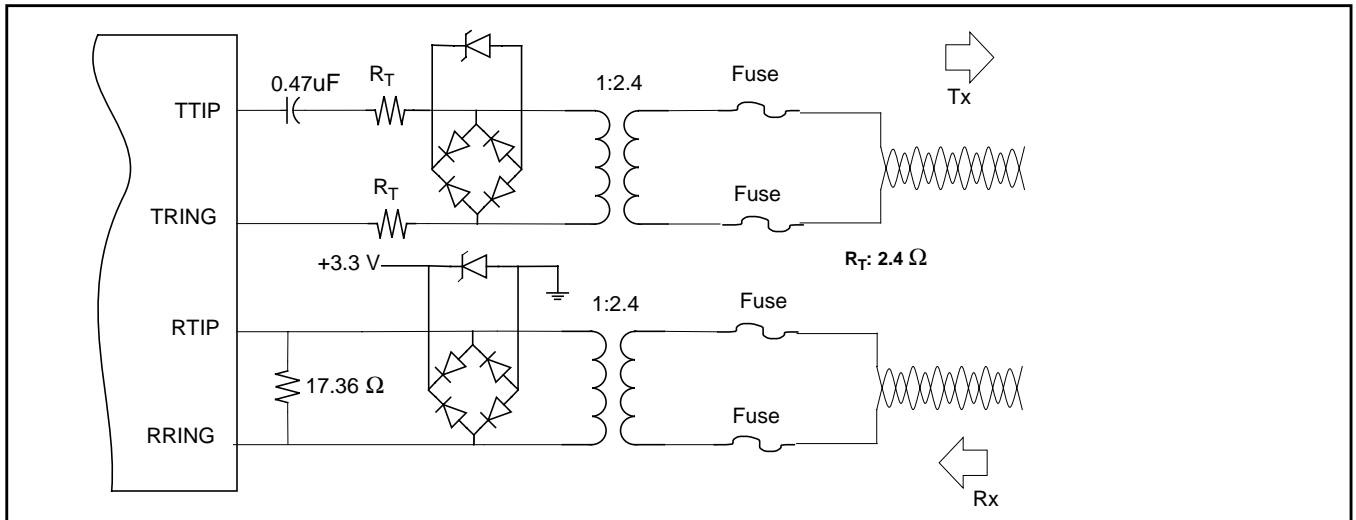 Fuse
Tx
0.47uF
R_T
1:2.4
TTIP
Fuse
R_T
TRING
+3.3 V
R_T: 2.4 Ω
1:2.4
Fuse
RTIP
17.36 Ω
Fuse
RRING
Rx